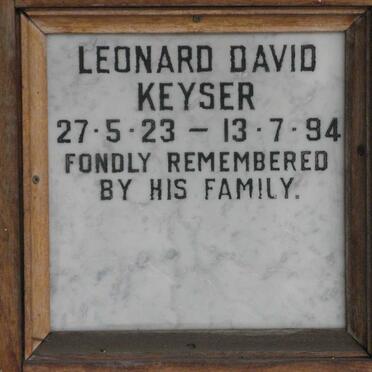 LEONARD DAVID
KEYSER
27·5·23 – 13·7·94
FONDLY REMEMBERED
BY HIS FAMILY.